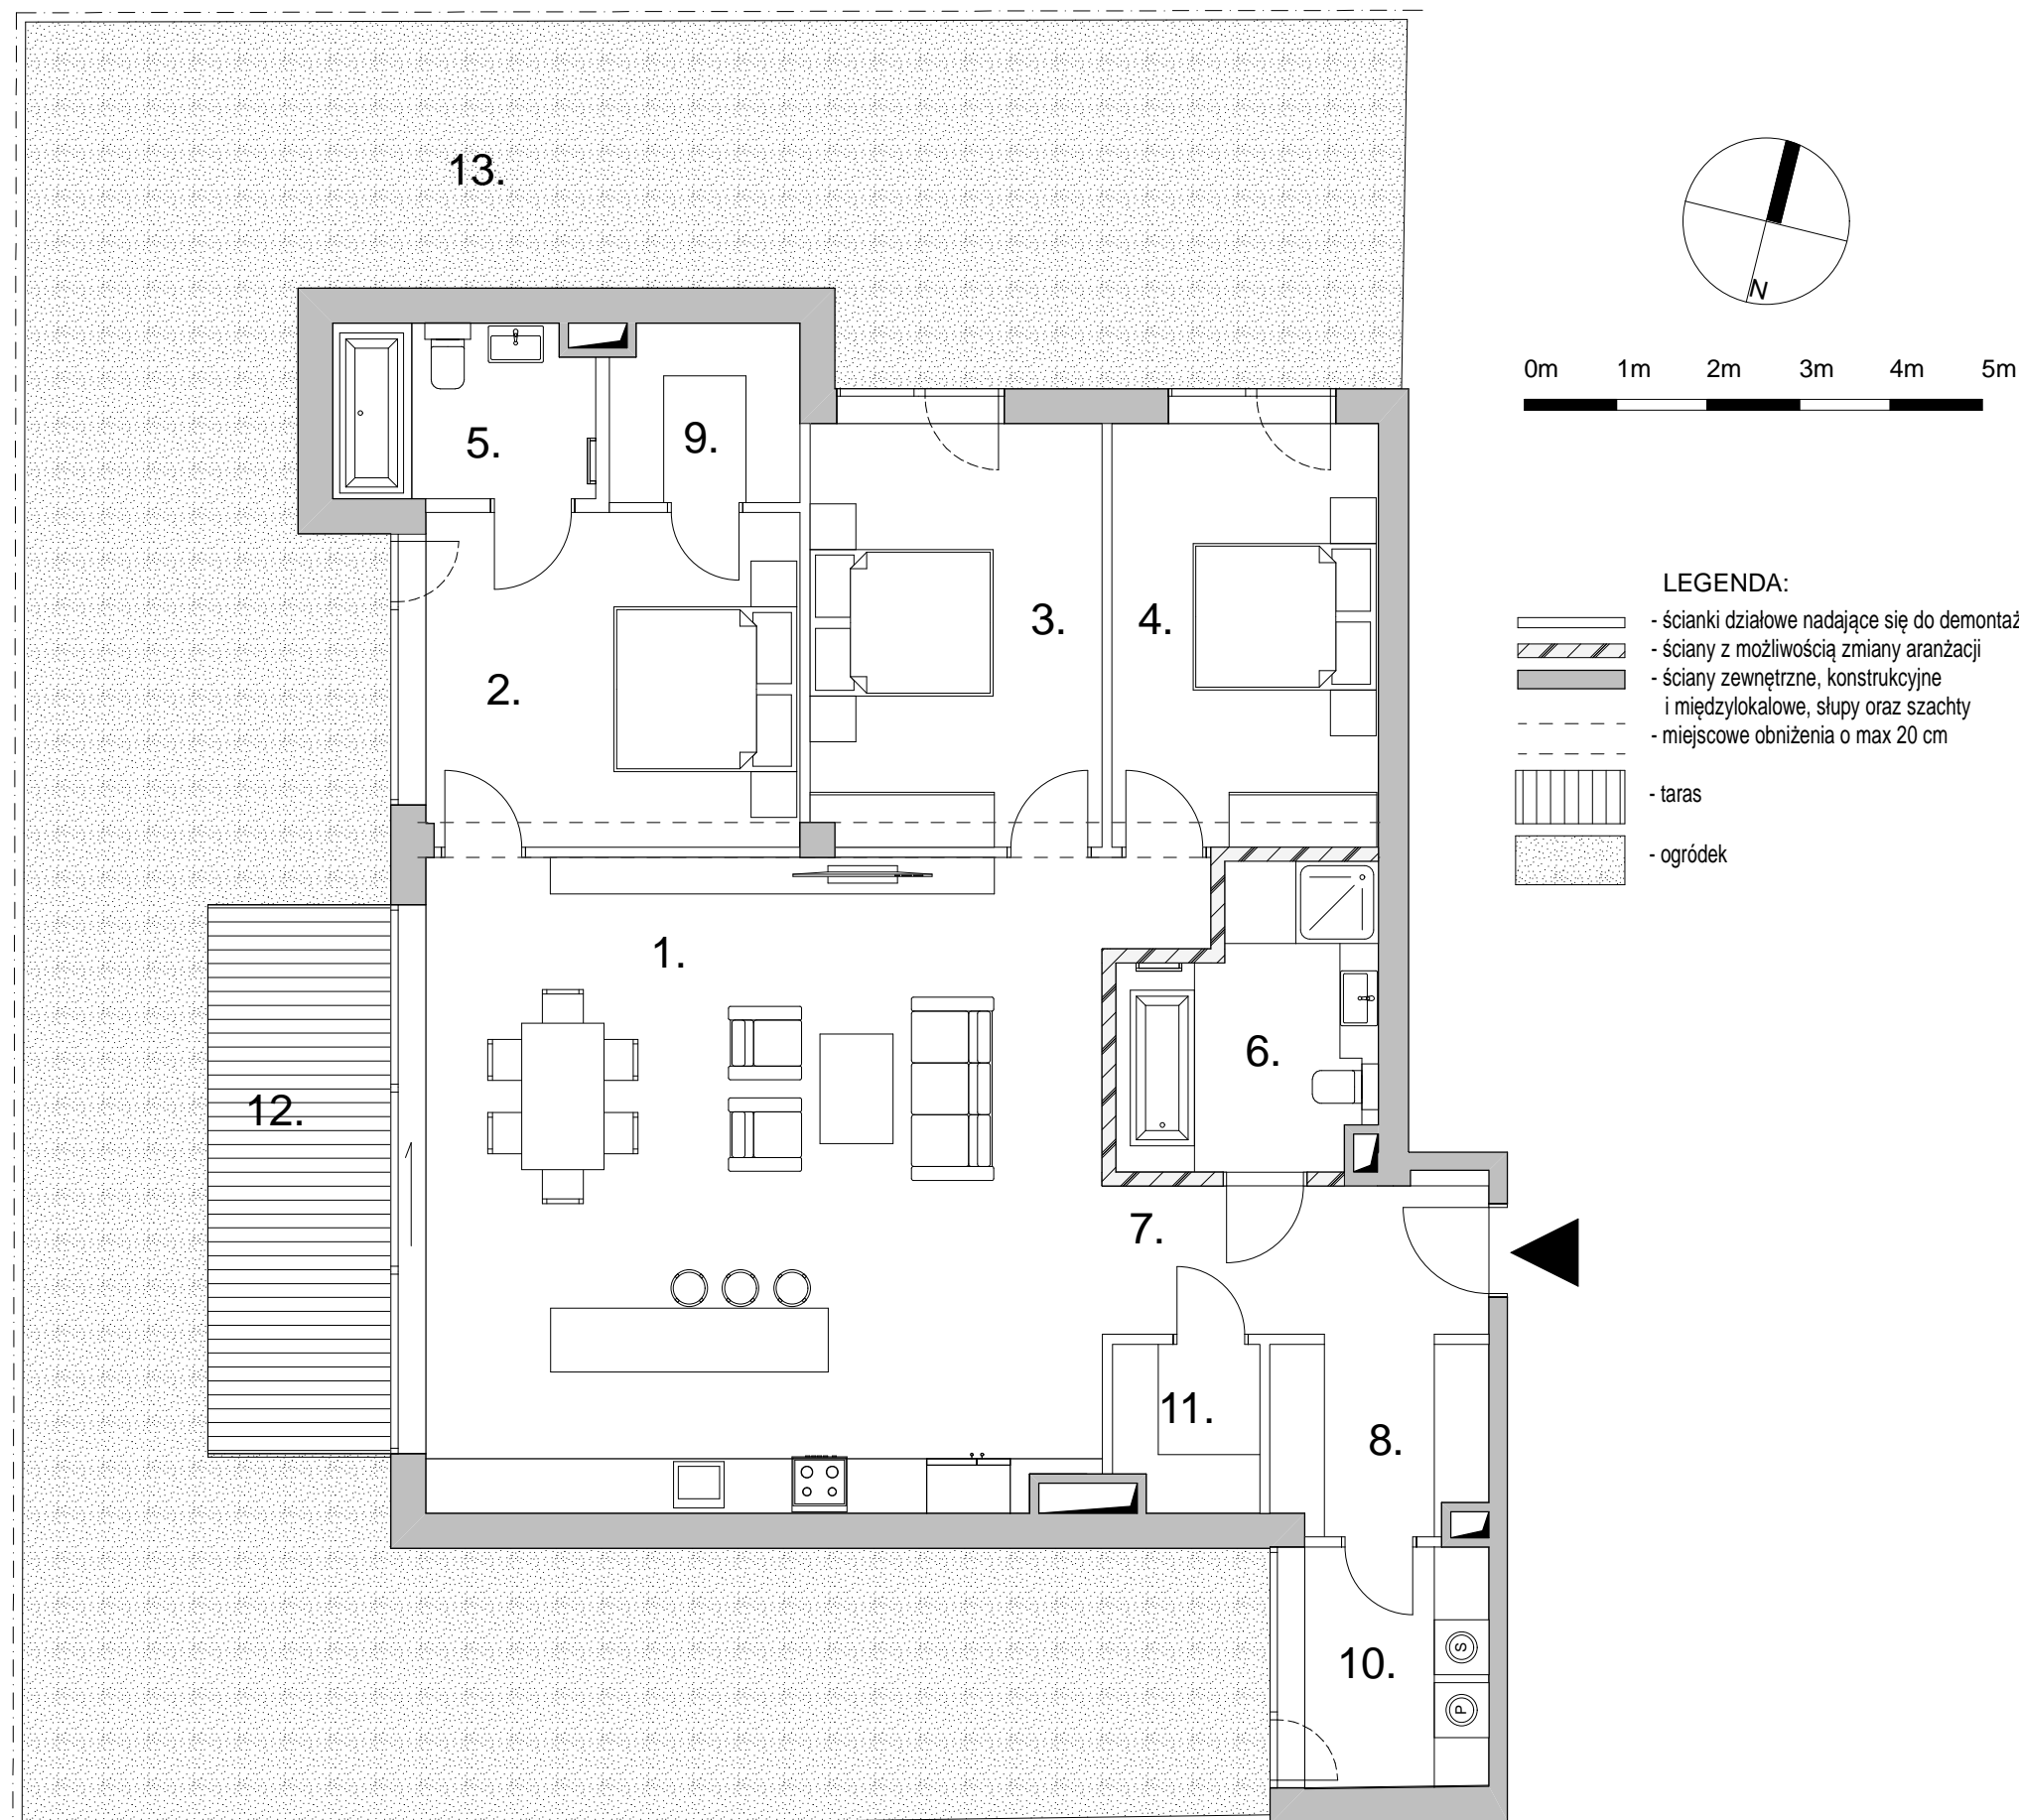 13.
N
0m 1m 2m 3m 4m 5m
5.
9.
LEGENDA:
- ścianki działowe nadające się do demontaż
- ściany z możliwością zmiany aranżacji
- ściany zewnętrzne, konstrukcyjne
i międzylokalowe, słupy oraz szachty
- miejscowe obniżenia o max 20 cm
- taras
- ogródek
3.
4.
2.
1.
6.
12.
7.
11.
8.
10.
S
P